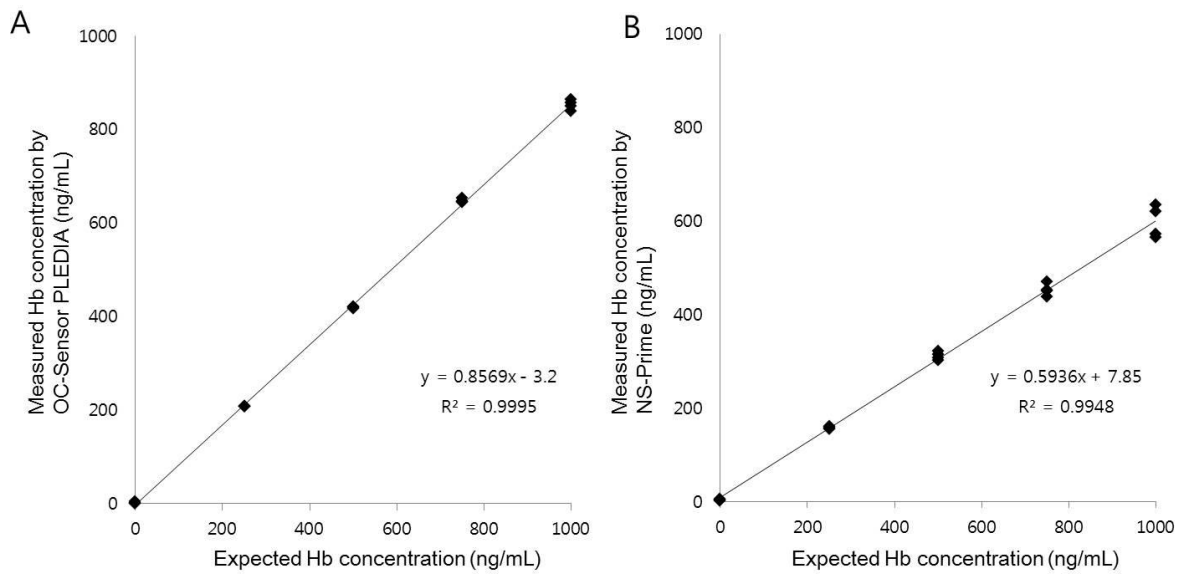 A
1000
800
600
400
200
0
Measured Hb concentration by
OC-Sensor PLEDIA (ng/mL)
y = 0.8569x - 3.2
R² = 0.9995
0 200 400 600 800 1000
Expected Hb concentration (ng/mL)
B
1000
800
600
400
200
0
Measured Hb concentration by
NS-Prime (ng/mL)
y = 0.5936x + 7.85
R² = 0.9948
0 200 400 600 800 1000
Expected Hb concentration (ng/mL)